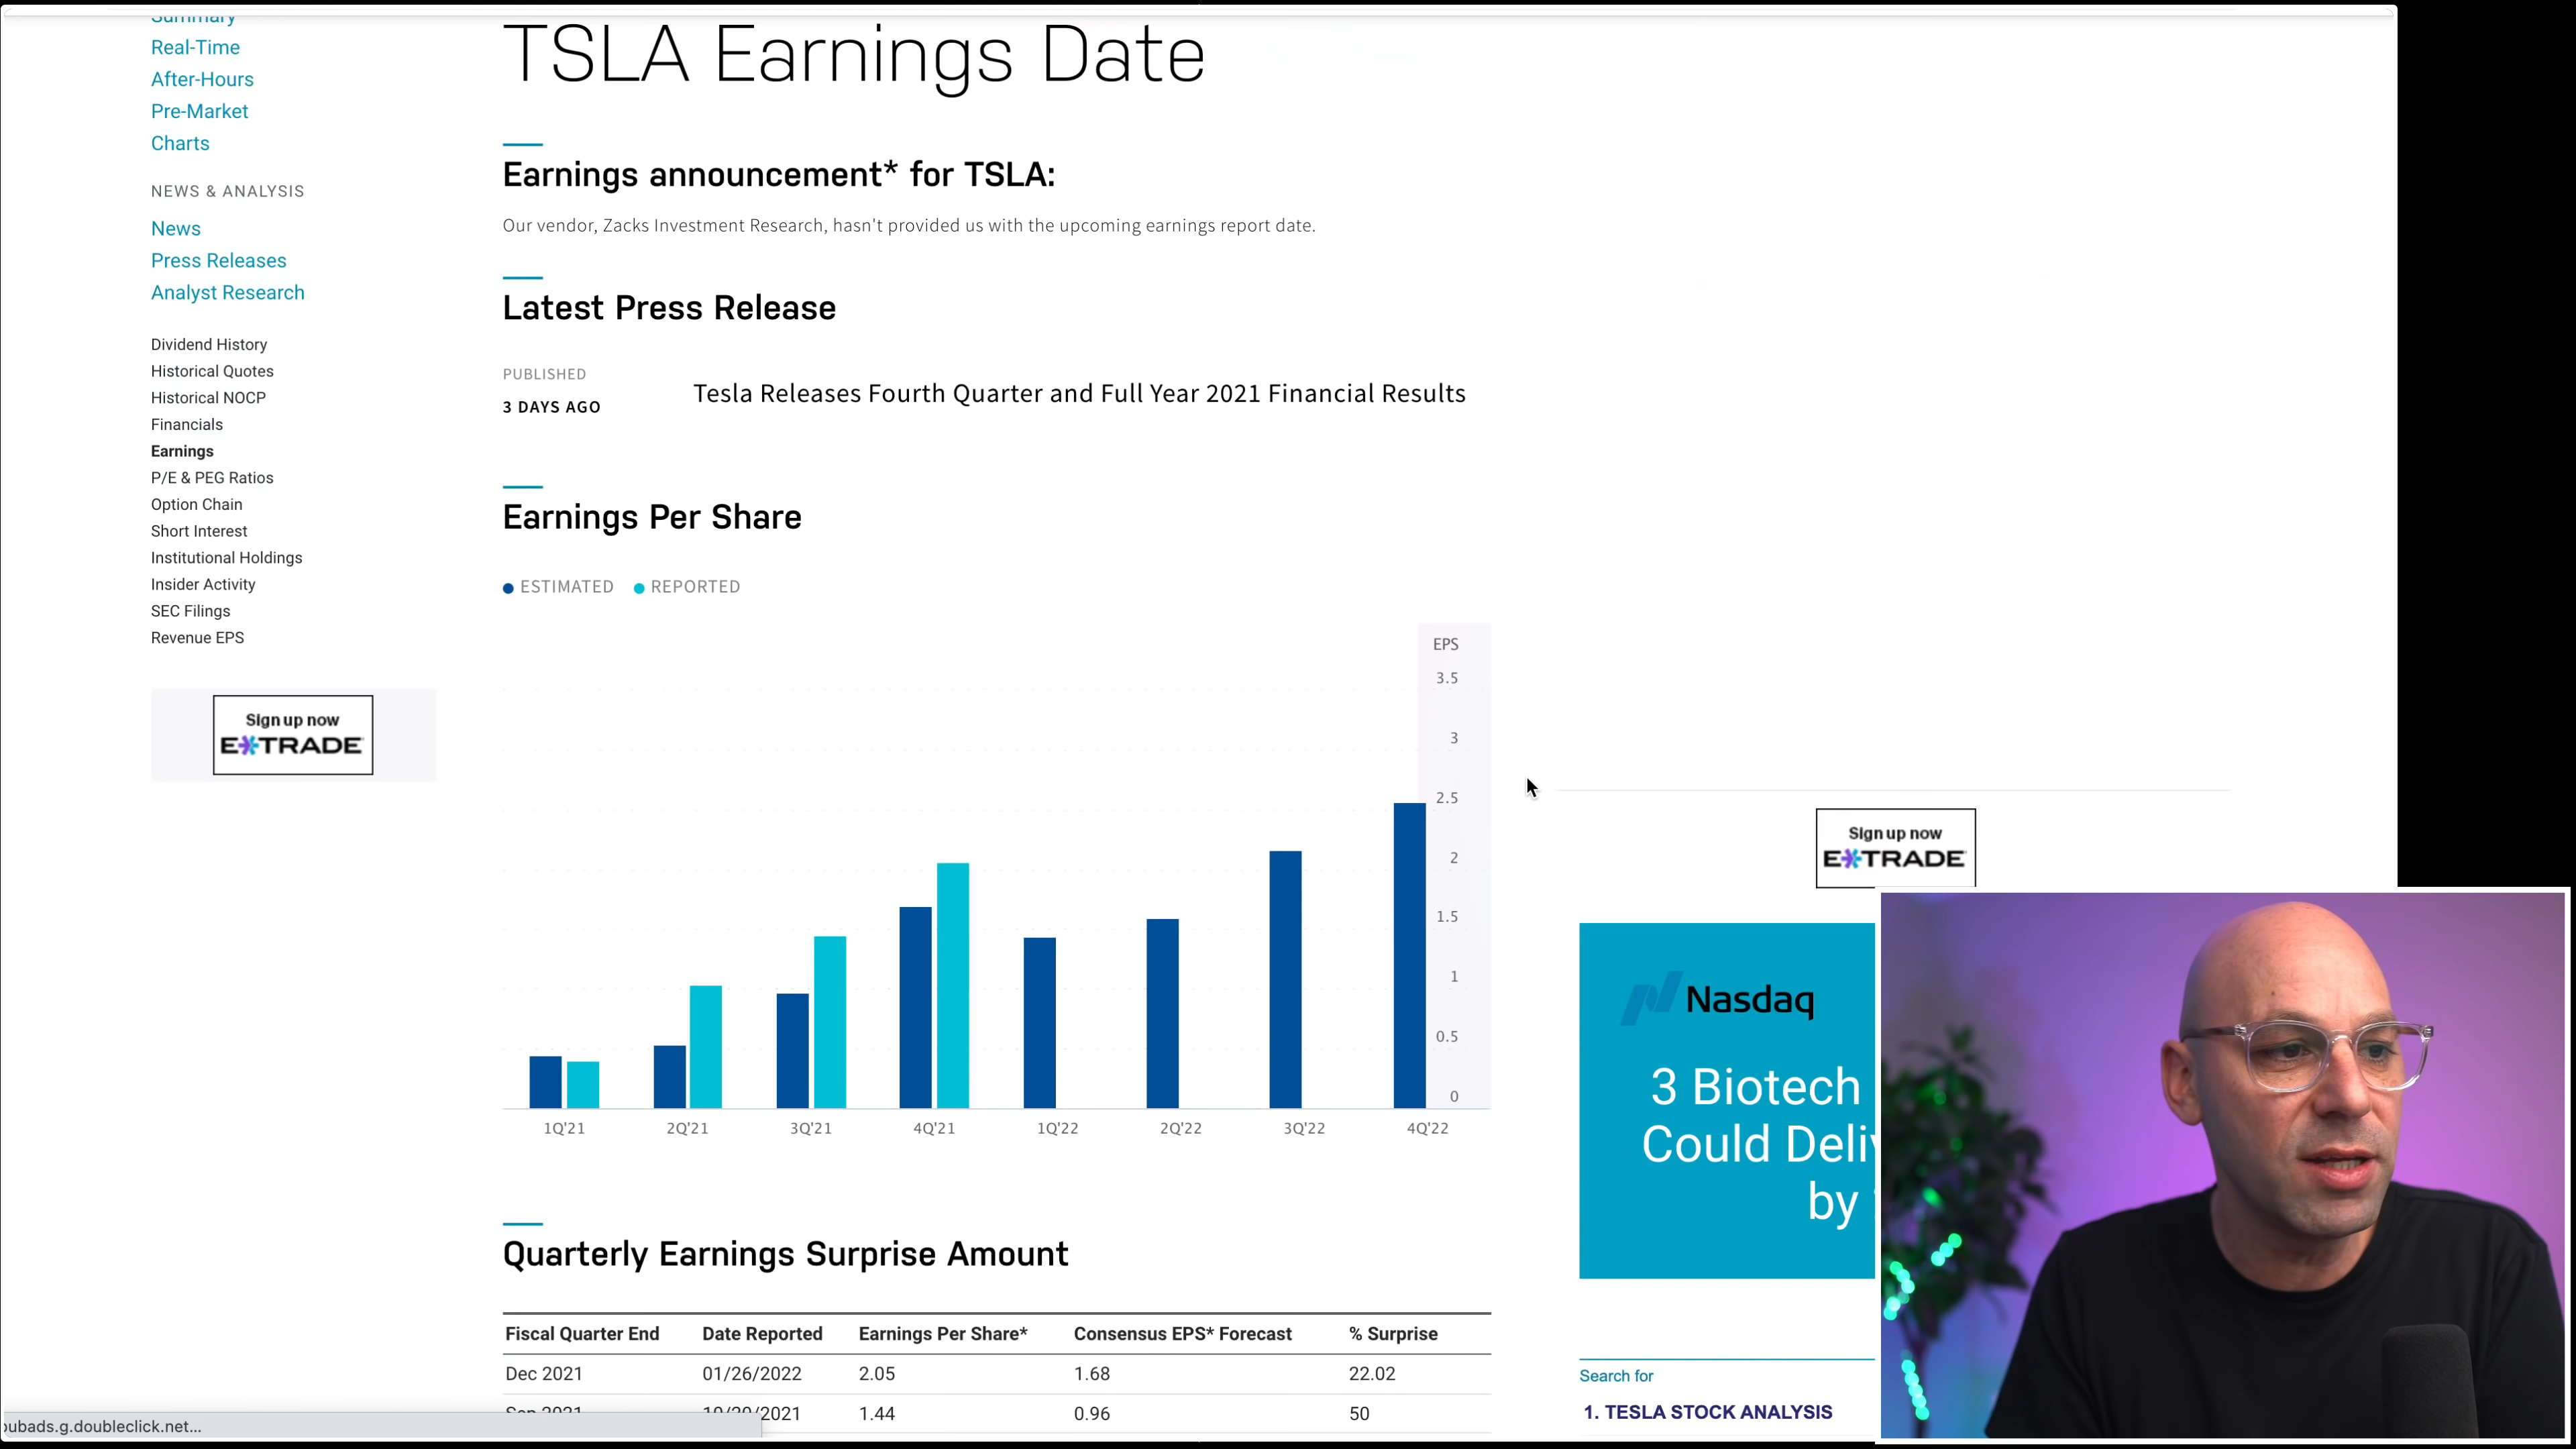 Summary
Real-Time
After-Hours
Pre-Market
Charts
NEWS & ANALYSIS
News
Press Releases
Analyst Research
Dividend History
Historical Quotes
Historical NOCP
Financials
Earnings
P/E & PEG Ratios
Option Chain
Short Interest
Institutional Holdings
Insider Activity
SEC Filings
Revenue EPS
Sign up now
E*TRADE
TSLA Earnings Date
Earnings announcement* for TSLA:
Our vendor, Zacks Investment Research, hasn't provided us with the upcoming earnings report date.
Latest Press Release
PUBLISHED
3 DAYS AGO
Tesla Releases Fourth Quarter and Full Year 2021 Financial Results
Earnings Per Share
ESTIMATED REPORTED
EPS
3.5
3
2.5
2
1.5
1
0.5
0
1Q'21 2Q'21 3Q'21 4Q'21 1Q'22 2Q'22 3Q'22 4Q'22
Quarterly Earnings Surprise Amount
Fiscal Quarter End Date Reported Earnings Per Share* Consensus EPS* Forecast % Surprise
Dec 2021 01/26/2022 2.05 1.68 22.02
Sep 2021 10/20/2021 1.44 0.96 50
Sign up now
E*TRADE
Nasdaq
3 Biotech
Could Deli
by
Search for
1. TESLA STOCK ANALYSIS
oubads.g.doubleclick.net...